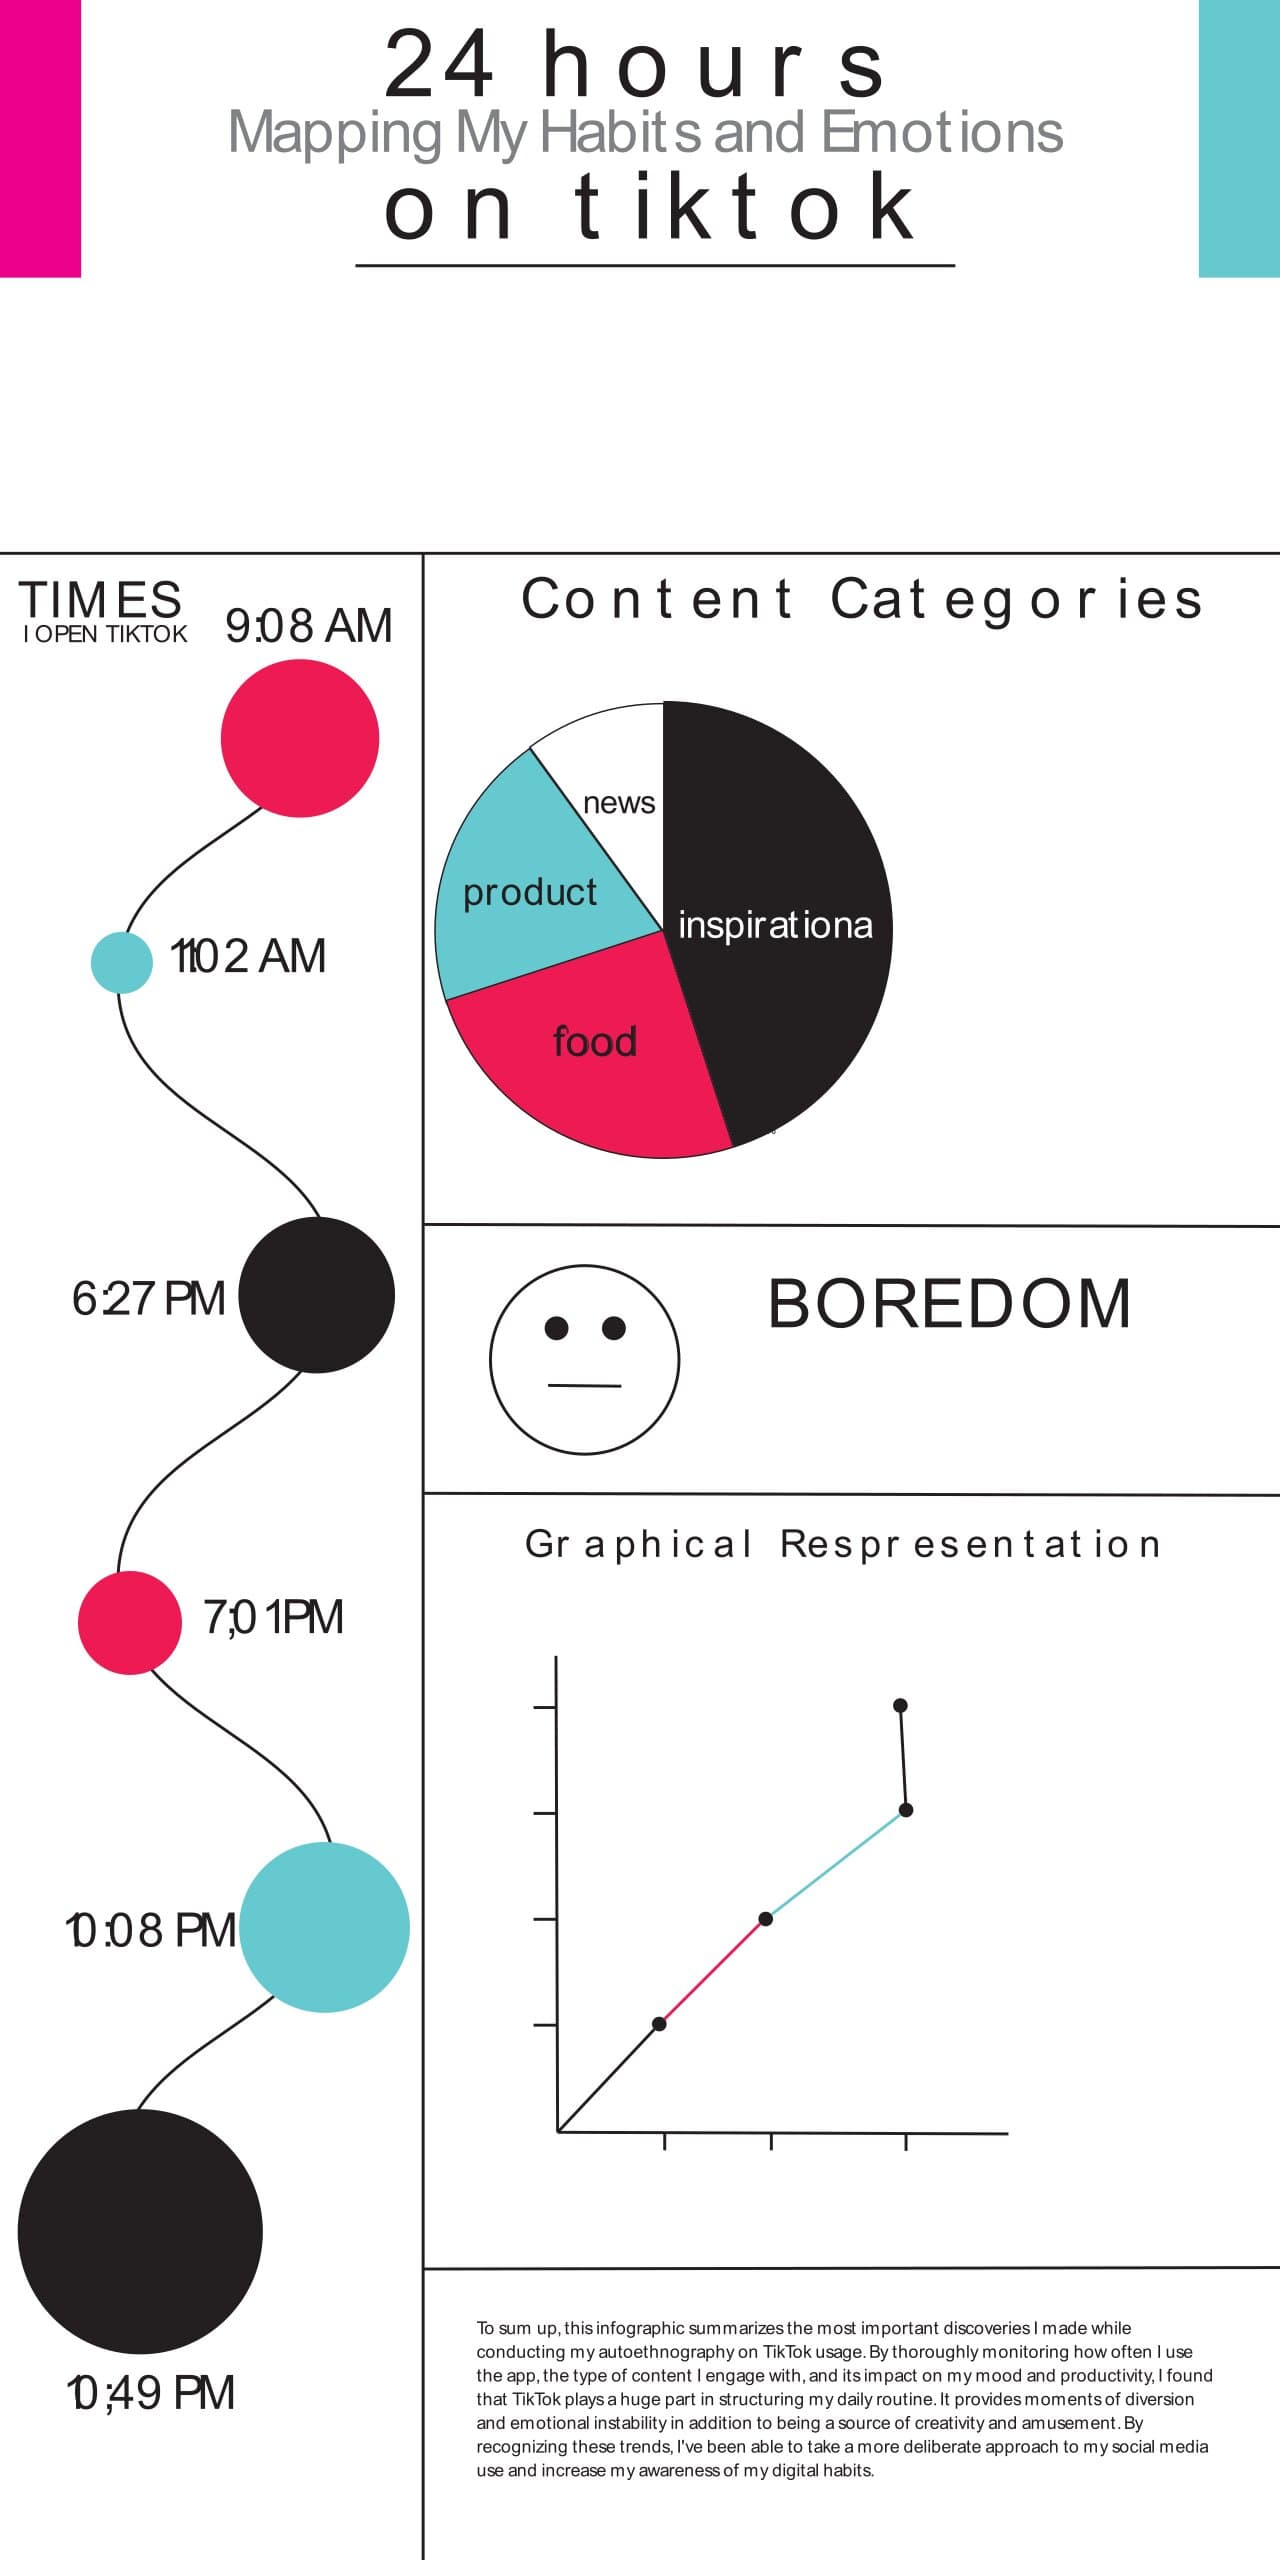 24 hours
Mapping My Habits and Emotions
on tiktok
TIMES
I OPEN TIKTOK
9:08 AM
11:02 AM
6:27 PM
7;01PM
10:08 PM
10;49 PM
Content Categories
news
product
inspirationa
food
BOREDOM
Graphical Respresentation
To sum up, this infographic summarizes the most important discoveries I made while
conducting my autoethnography on TikTok usage. By thoroughly monitoring how often I use
the app, the type of content I engage with, and its impact on my mood and productivity, I found
that TikTok plays a huge part in structuring my daily routine. It provides moments of diversion
and emotional instability in addition to being a source of creativity and amusement. By
recognizing these trends, I've been able to take a more deliberate approach to my social media
use and increase my awareness of my digital habits.